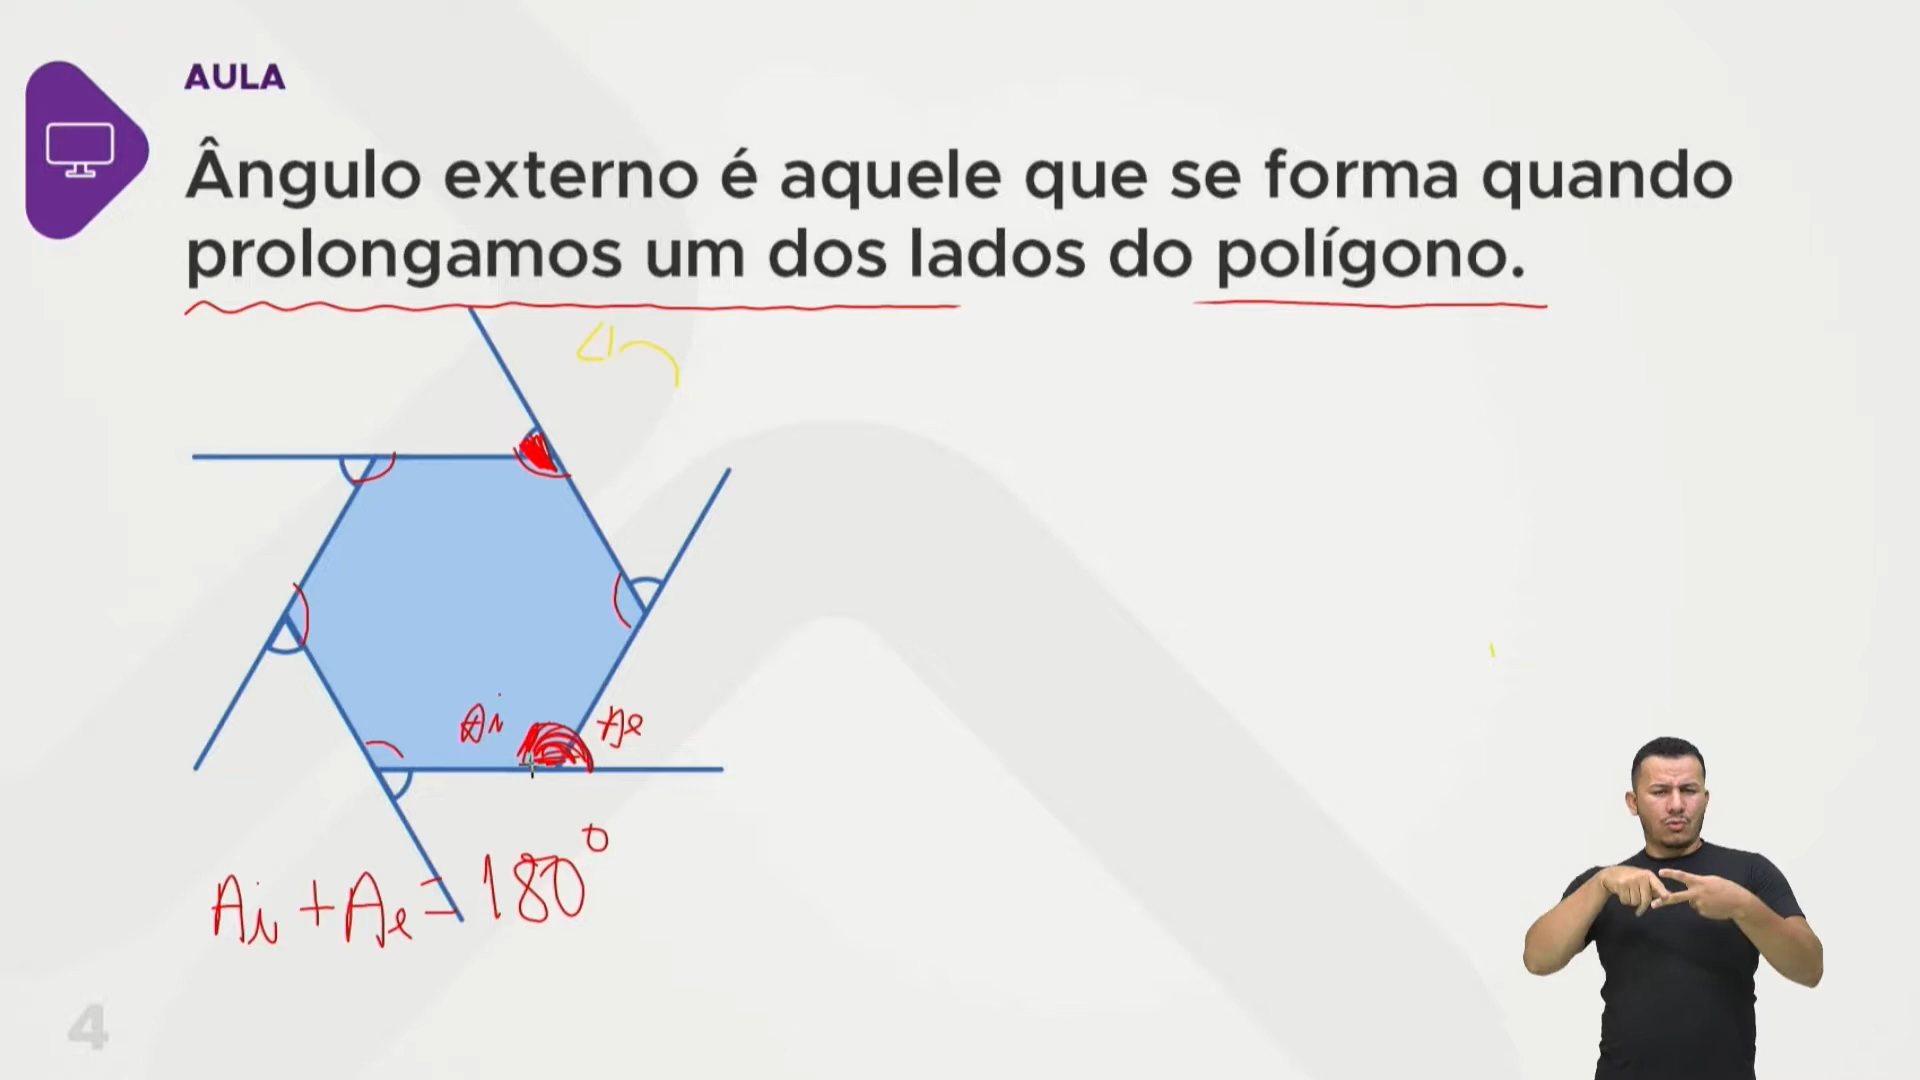 AULA
Ângulo externo é aquele que se forma quando
prolongamos um dos lados do polígono.
Ai Ae
Ai + Ae = 180°
4